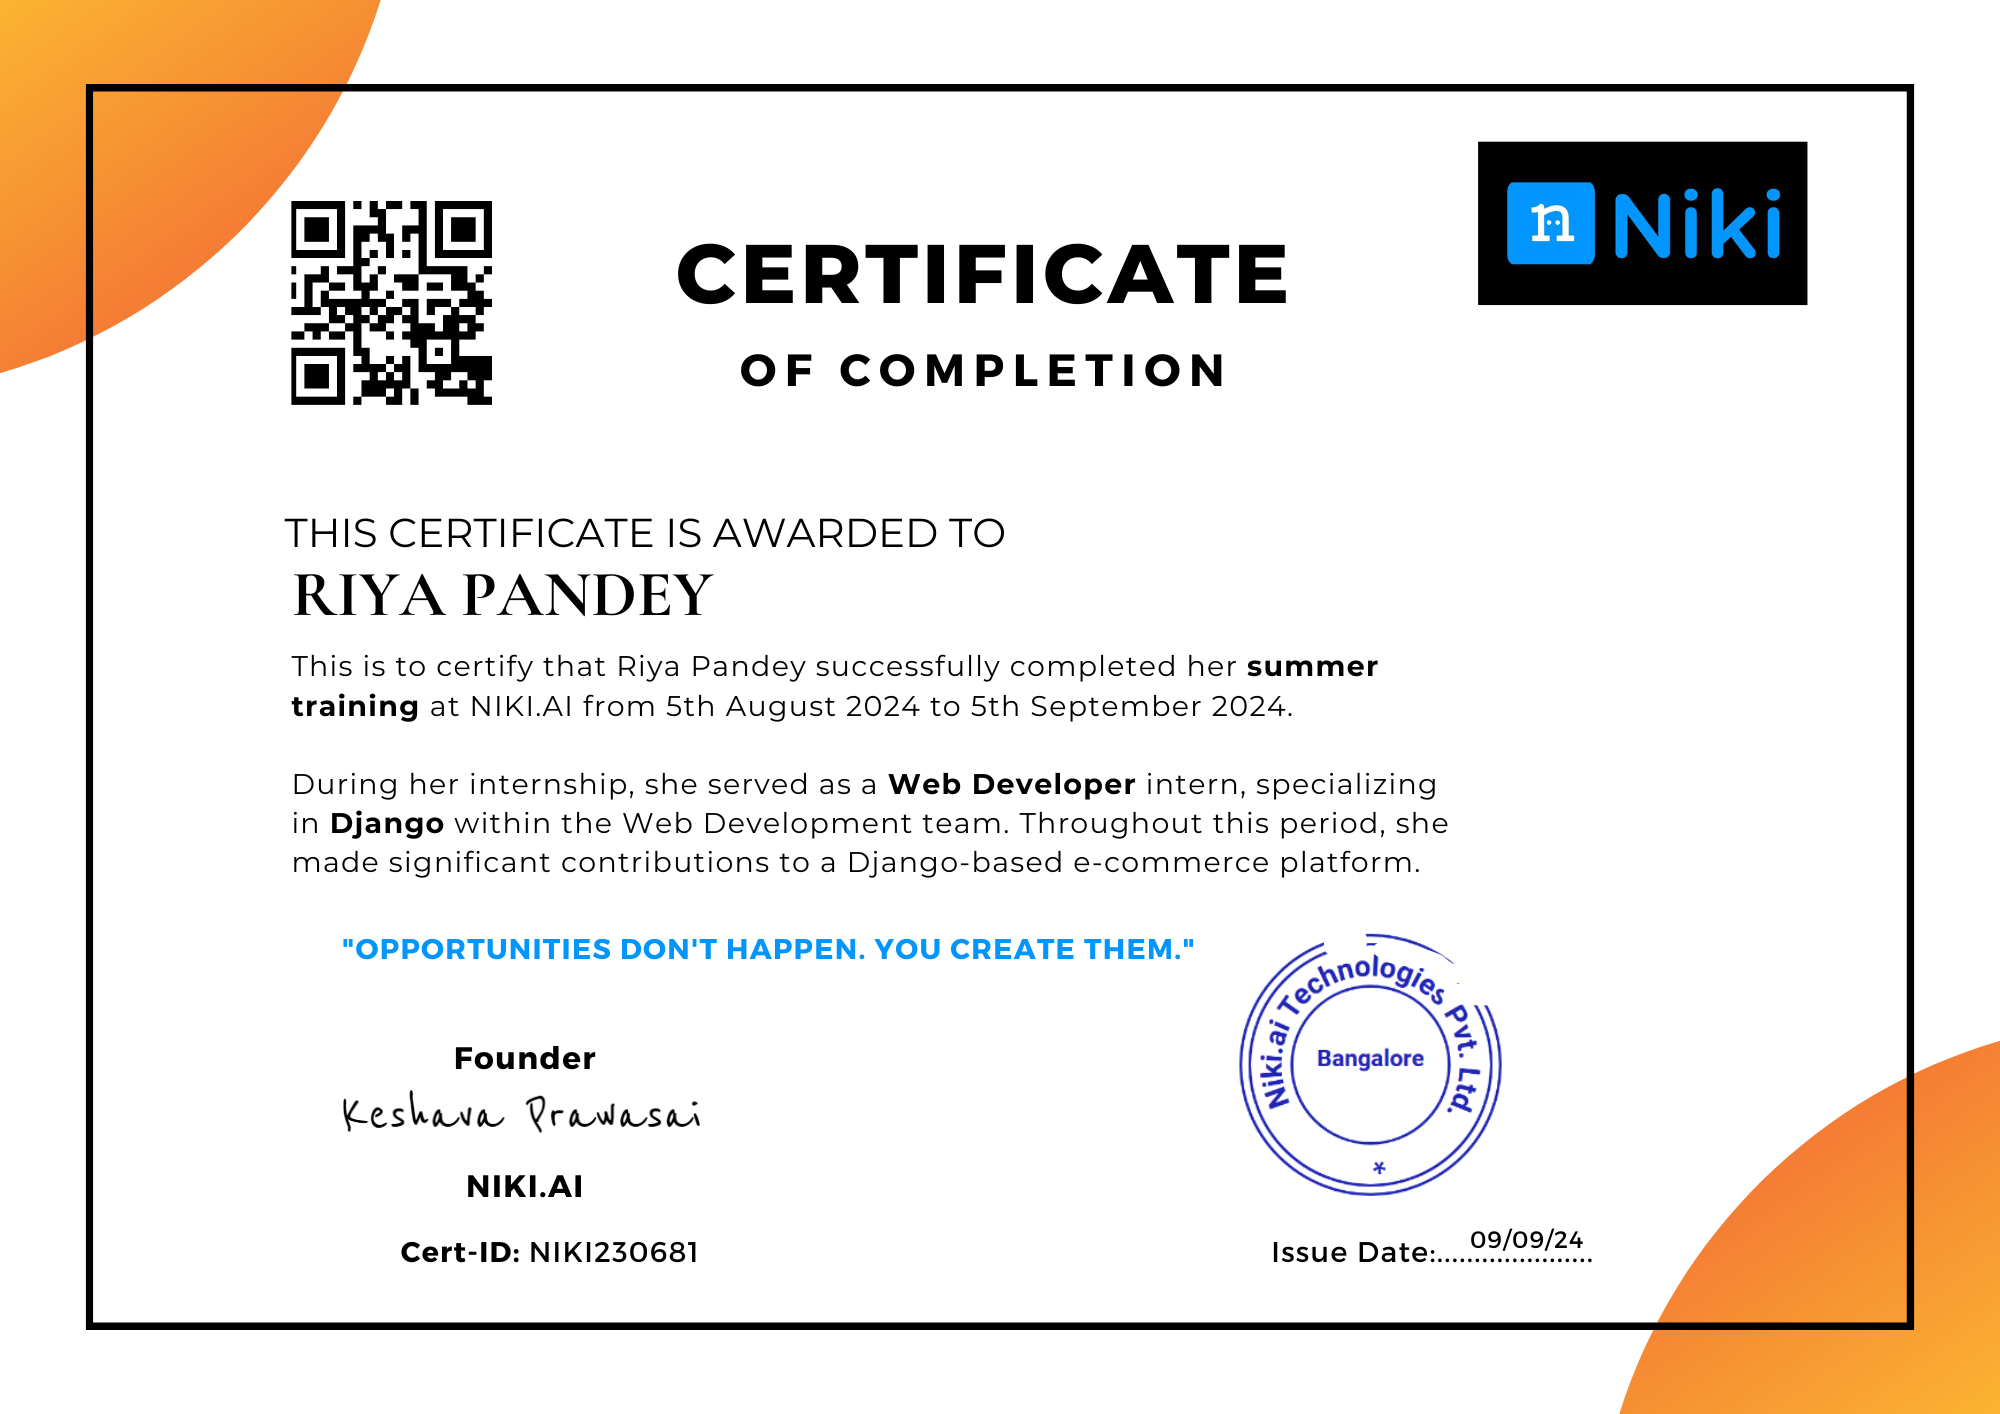 n Niki
CERTIFICATE
OF COMPLETION
THIS CERTIFICATE IS AWARDED TO
RIYA PANDEY
This is to certify that Riya Pandey successfully completed her summer
training at NIKI.AI from 5th August 2024 to 5th September 2024.
During her internship, she served as a Web Developer intern, specializing
in Django within the Web Development team. Throughout this period, she
made significant contributions to a Django-based e-commerce platform.
"OPPORTUNITIES DON'T HAPPEN. YOU CREATE THEM."
Niki.ai Technologies Pvt. Ltd.
Bangalore
*
Founder
Keshava Prawasai
NIKI.AI
Cert-ID: NIKI230681
Issue Date:..................... 09/09/24